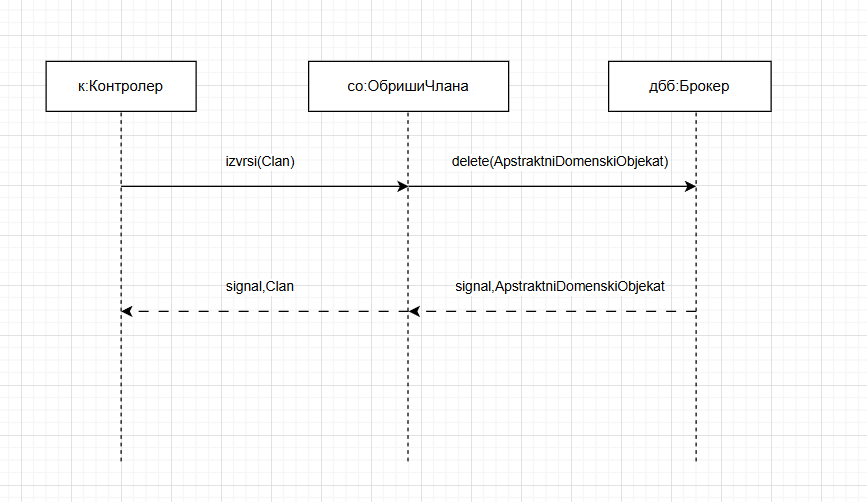 к:Контролер
со:ОбришиЧлана
дбб:Брокер
izvrsi(Clan)
delete(ApstraktniDomenskiObjekat)
signal,Clan
signal,ApstraktniDomenskiObjekat